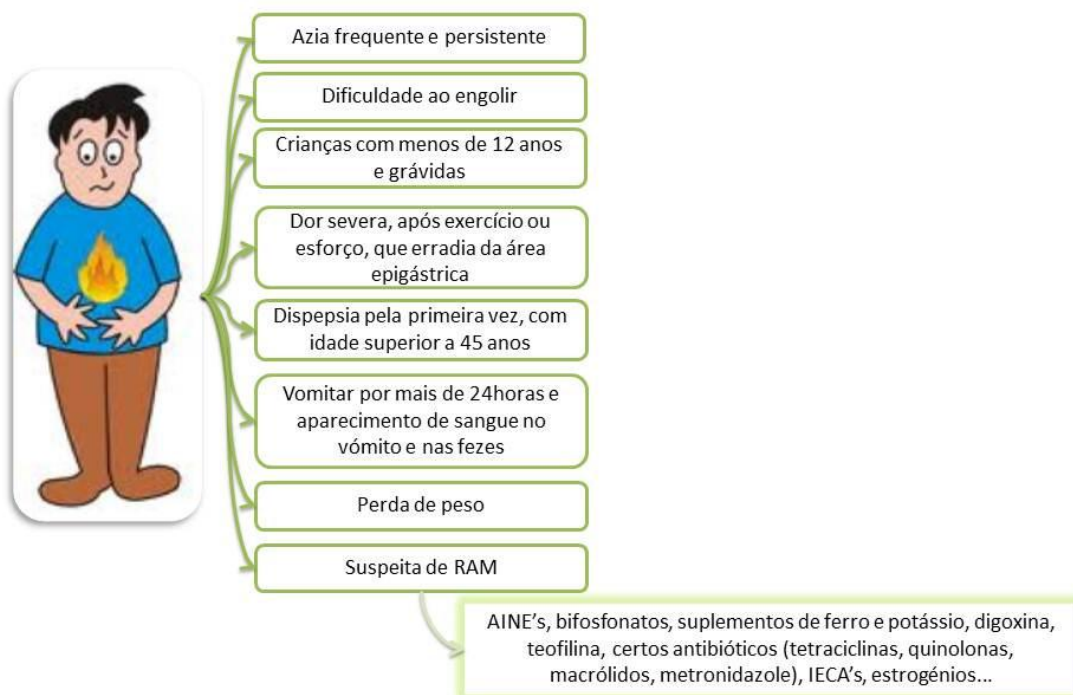 Azia frequente e persistente
Dificuldade ao engolir
Crianças com menos de 12 anos
e grávidas
Dor severa, após exercício ou
esforço, que erradia da área
epigástrica
Dispepsia pela primeira vez, com
idade superior a 45 anos
Vomitar por mais de 24horas e
aparecimento de sangue no
vómito e nas fezes
Perda de peso
Suspeita de RAM
AINE’s, bifosfonatos, suplementos de ferro e potássio, digoxina,
teofilina, certos antibióticos (tetraciclinas, quinolonas,
macrólidos, metronidazole), IECA’s, estrogénios...